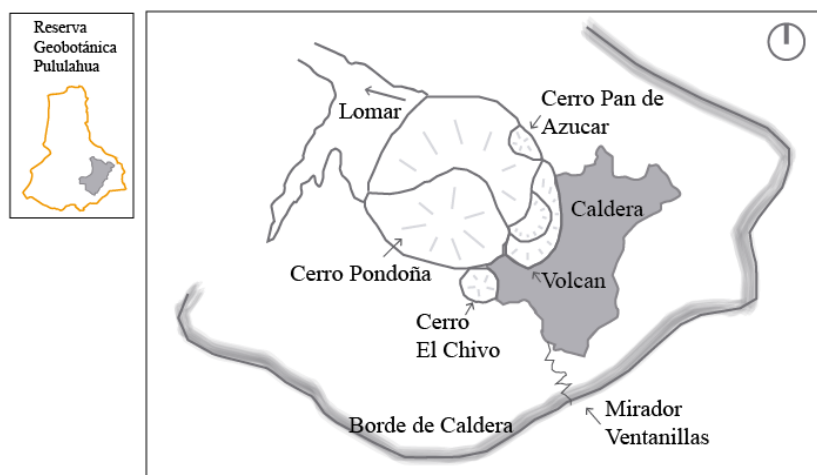 Reserva
Geobotánica
Pululahua
Lomar
Cerro Pan de
Azucar
Caldera
Cerro Pondoña
Volcan
Cerro
El Chivo
Borde de Caldera
Mirador
Ventanillas